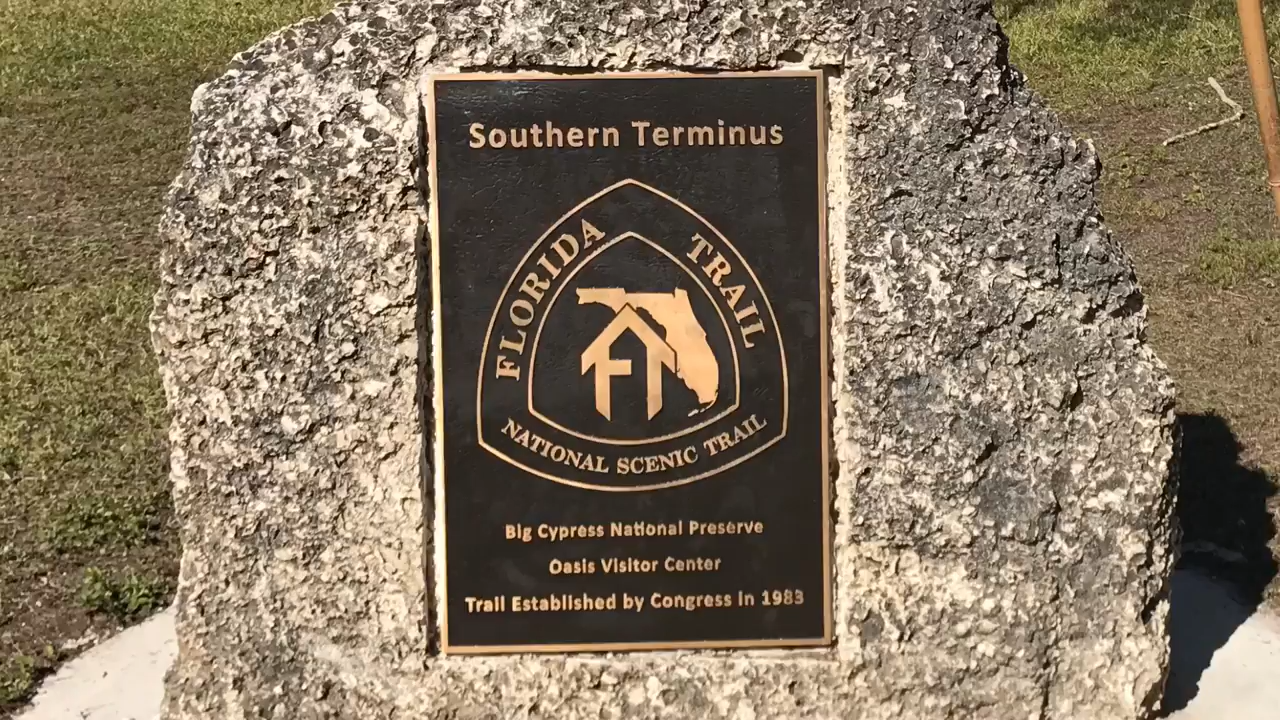 Southern Terminus
FLORIDA TRAIL
FT
NATIONAL SCENIC TRAIL
Big Cypress National Preserve
Oasis Visitor Center
Trail Established by Congress in 1983